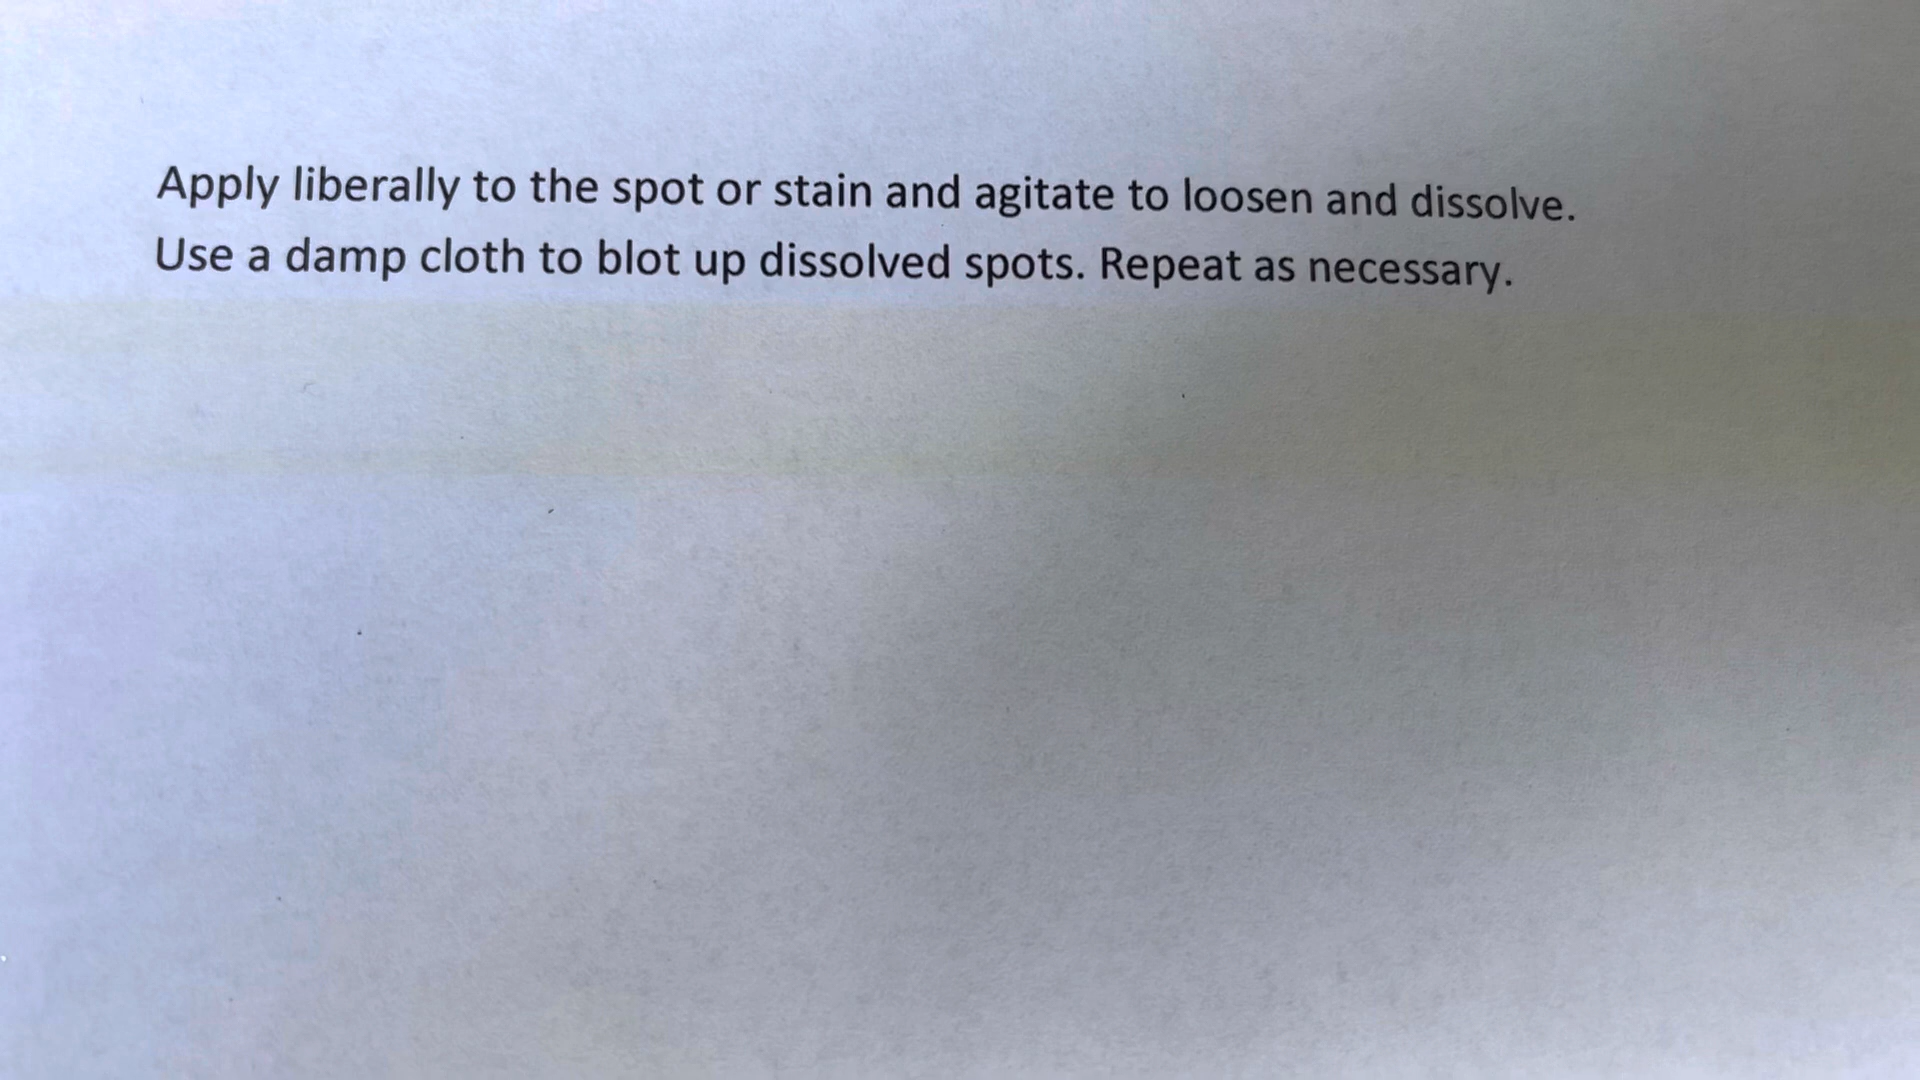 Apply liberally to the spot or stain and agitate to loosen and dissolve.
Use a damp cloth to blot up dissolved spots. Repeat as necessary.